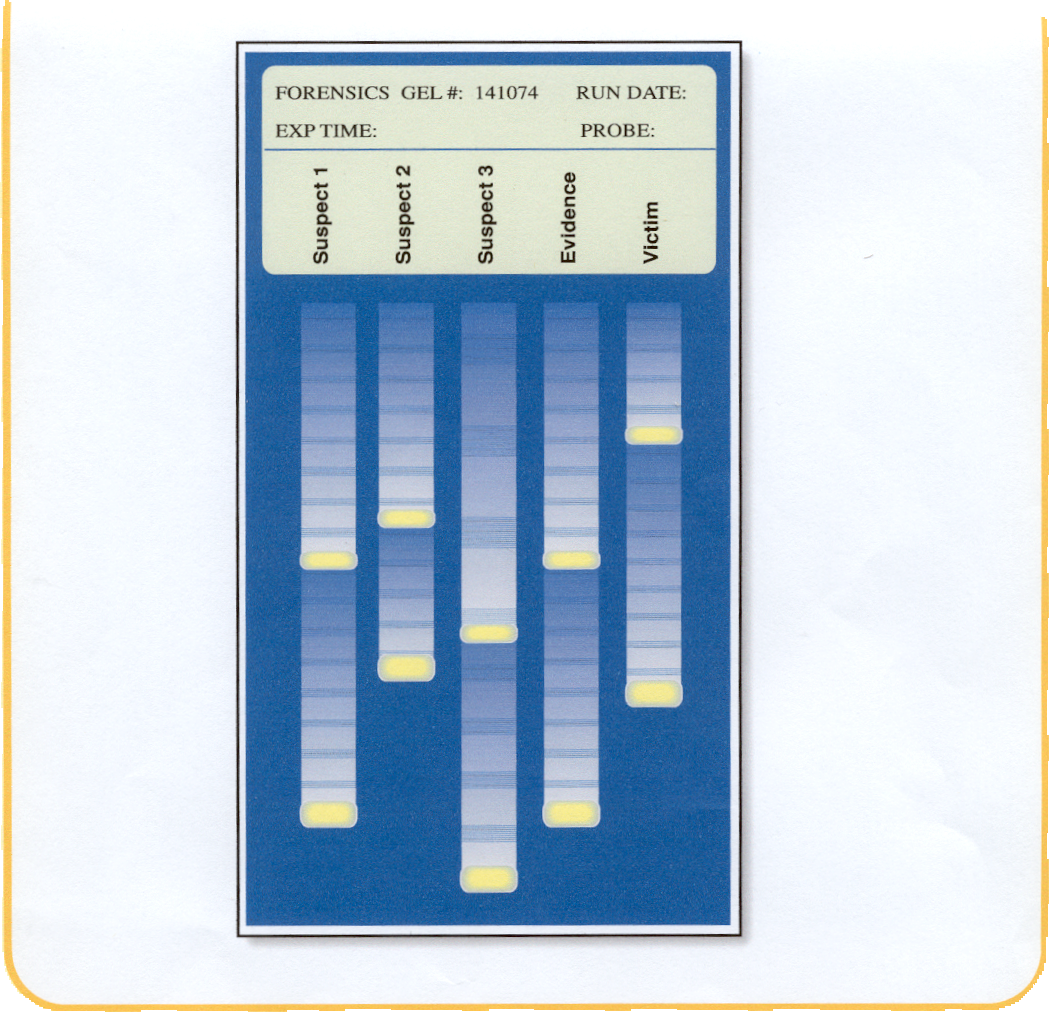 FORENSICS GEL #: 141074 RUN DATE:
EXP TIME: PROBE:
Suspect 1
Suspect 2
Suspect 3
Evidence
Victim